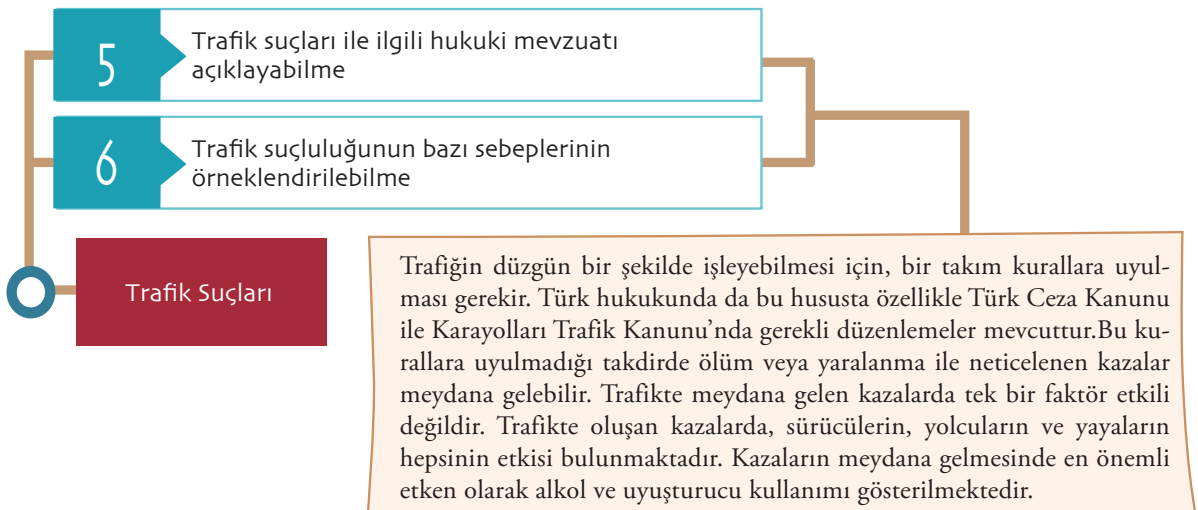 5
Trafik suçları ile ilgili hukuki mevzuatı
açıklayabilme
6
Trafik suçluluğunun bazı sebeplerinin
örneklendirilebilme
Trafik Suçları
Trafiğin düzgün bir şekilde işleyebilmesi için, bir takım kurallara uyul-
ması gerekir. Türk hukukunda da bu hususta özellikle Türk Ceza Kanunu
ile Karayolları Trafik Kanunu’nda gerekli düzenlemeler mevcuttur.Bu ku-
rallara uyulmadığı takdirde ölüm veya yaralanma ile neticelenen kazalar
meydana gelebilir. Trafikte meydana gelen kazalarda tek bir faktör etkili
değildir. Trafikte oluşan kazalarda, sürücülerin, yolcuların ve yayaların
hepsinin etkisi bulunmaktadır. Kazaların meydana gelmesinde en önemli
etken olarak alkol ve uyuşturucu kullanımı gösterilmektedir.